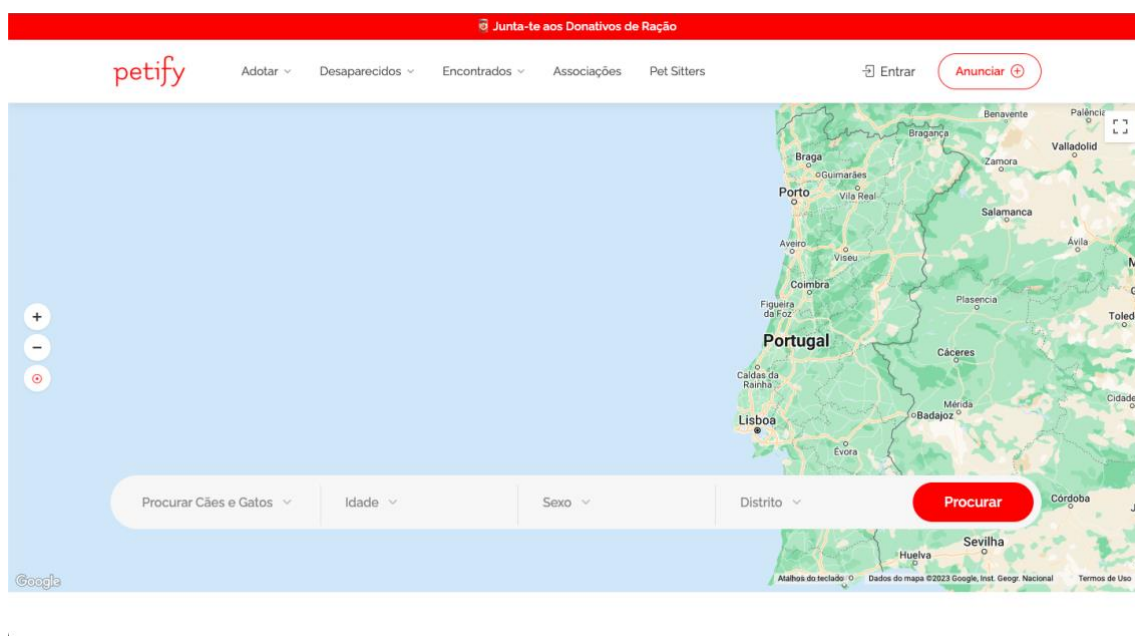 Junta-te aos Donativos de Ração
petify
Adotar
Desaparecidos
Encontrados
Associações
Pet Sitters
Entrar
Anunciar
Benavente
Palência
Bragança
Valladolid
Braga
Zamora
Guimarães
Porto
Vila Real
Salamanca
Aveiro
Viseu
Ávila
Coimbra
Figueira
da Foz
Plasencia
Toled
Portugal
Cáceres
Caldas da
Rainha
Mérida
Cidade
Badajoz
Lisboa
Évora
Procurar Cães e Gatos
Idade
Sexo
Distrito
Procurar
Córdoba
Sevilha
Huelva
Google
Atalhos do teclado
Dados do mapa ©2023 Google, Inst. Geogr. Nacional
Termos de Uso